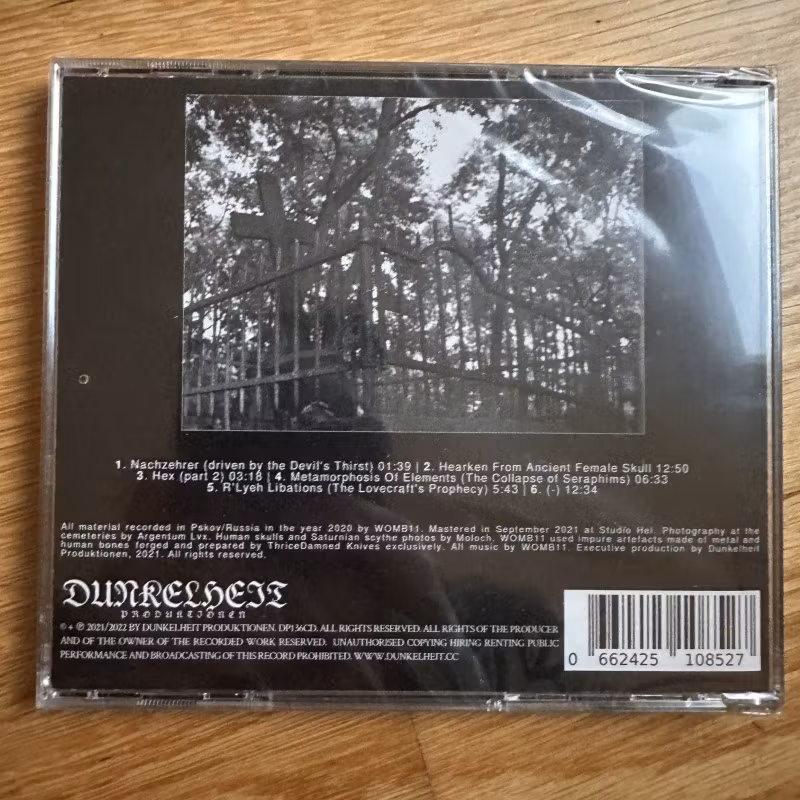 1. Nachzehrer (driven by the Devil's Thirst) 01:39 | 2. Hearken From Ancient Female Skull 12:50
3. Hex (part 2) 03:18 | 4. Metamorphosis Of Elements (The Collapse of Seraphims) 06:33
5. R'Lyeh Libations (The Lovecraft's Prophecy) 5:43 | 6. (-) 12:34
All material recorded in Pskov/Russia in the year 2020 by WOMB11. Mastered in September 2021 at Studio Hei. Photography at the
cemeteries by Argentum Lvx. Human skulls and Saturnian scythe photos by Moloch. WOMB11 used impure artefacts made of metal and
human bones forged and prepared by ThriceDamned Knives exclusively. All music by WOMB11. Executive production by Dunkelheit
Produktionen, 2021. All rights reserved.
DUNKELHEIT
PRODUKTIONEN
© + ℗ 2021/2022 BY DUNKELHEIT PRODUKTIONEN. DP136CD. ALL RIGHTS RESERVED. ALL RIGHTS OF THE PRODUCER
AND OF THE OWNER OF THE RECORDED WORK RESERVED. UNAUTHORISED COPYING HIRING RENTING PUBLIC
PERFORMANCE AND BROADCASTING OF THIS RECORD PROHIBITED. WWW.DUNKELHEIT.CC
0 662425 108527